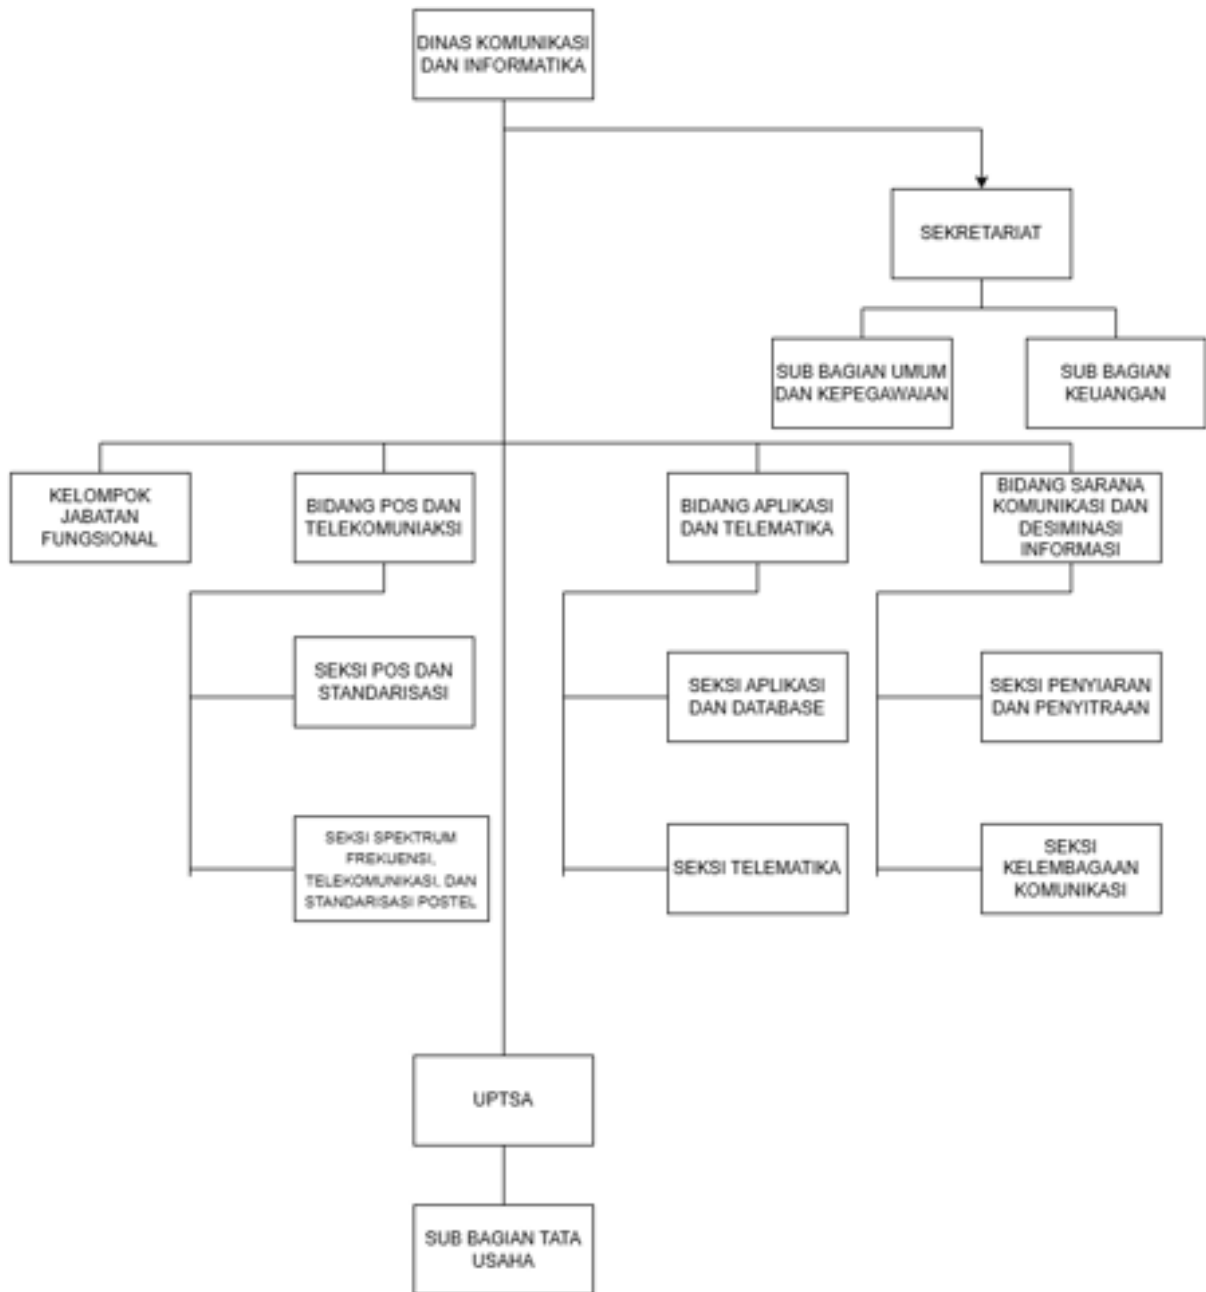 DINAS KOMUNIKASI
DAN INFORMATIKA
SEKRETARIAT
SUB BAGIAN UMUM
DAN KEPEGAWAIAN
SUB BAGIAN
KEUANGAN
KELOMPOK
JABATAN
FUNGSIONAL
BIDANG POS DAN
TELEKOMUNIAKSI
BIDANG APLIKASI
DAN TELEMATIKA
BIDANG SARANA
KOMUNIKASI DAN
DESIMINASI
INFORMASI
SEKSI POS DAN
STANDARISASI
SEKSI APLIKASI
DAN DATABASE
SEKSI PENYIARAN
DAN PENYITRAAN
SEKSI SPEKTRUM
FREKUENSI,
TELEKOMUNIKASI, DAN
STANDARISASI POSTEL
SEKSI TELEMATIKA
SEKSI
KELEMBAGAAN
KOMUNIKASI
UPTSA
SUB BAGIAN TATA
USAHA